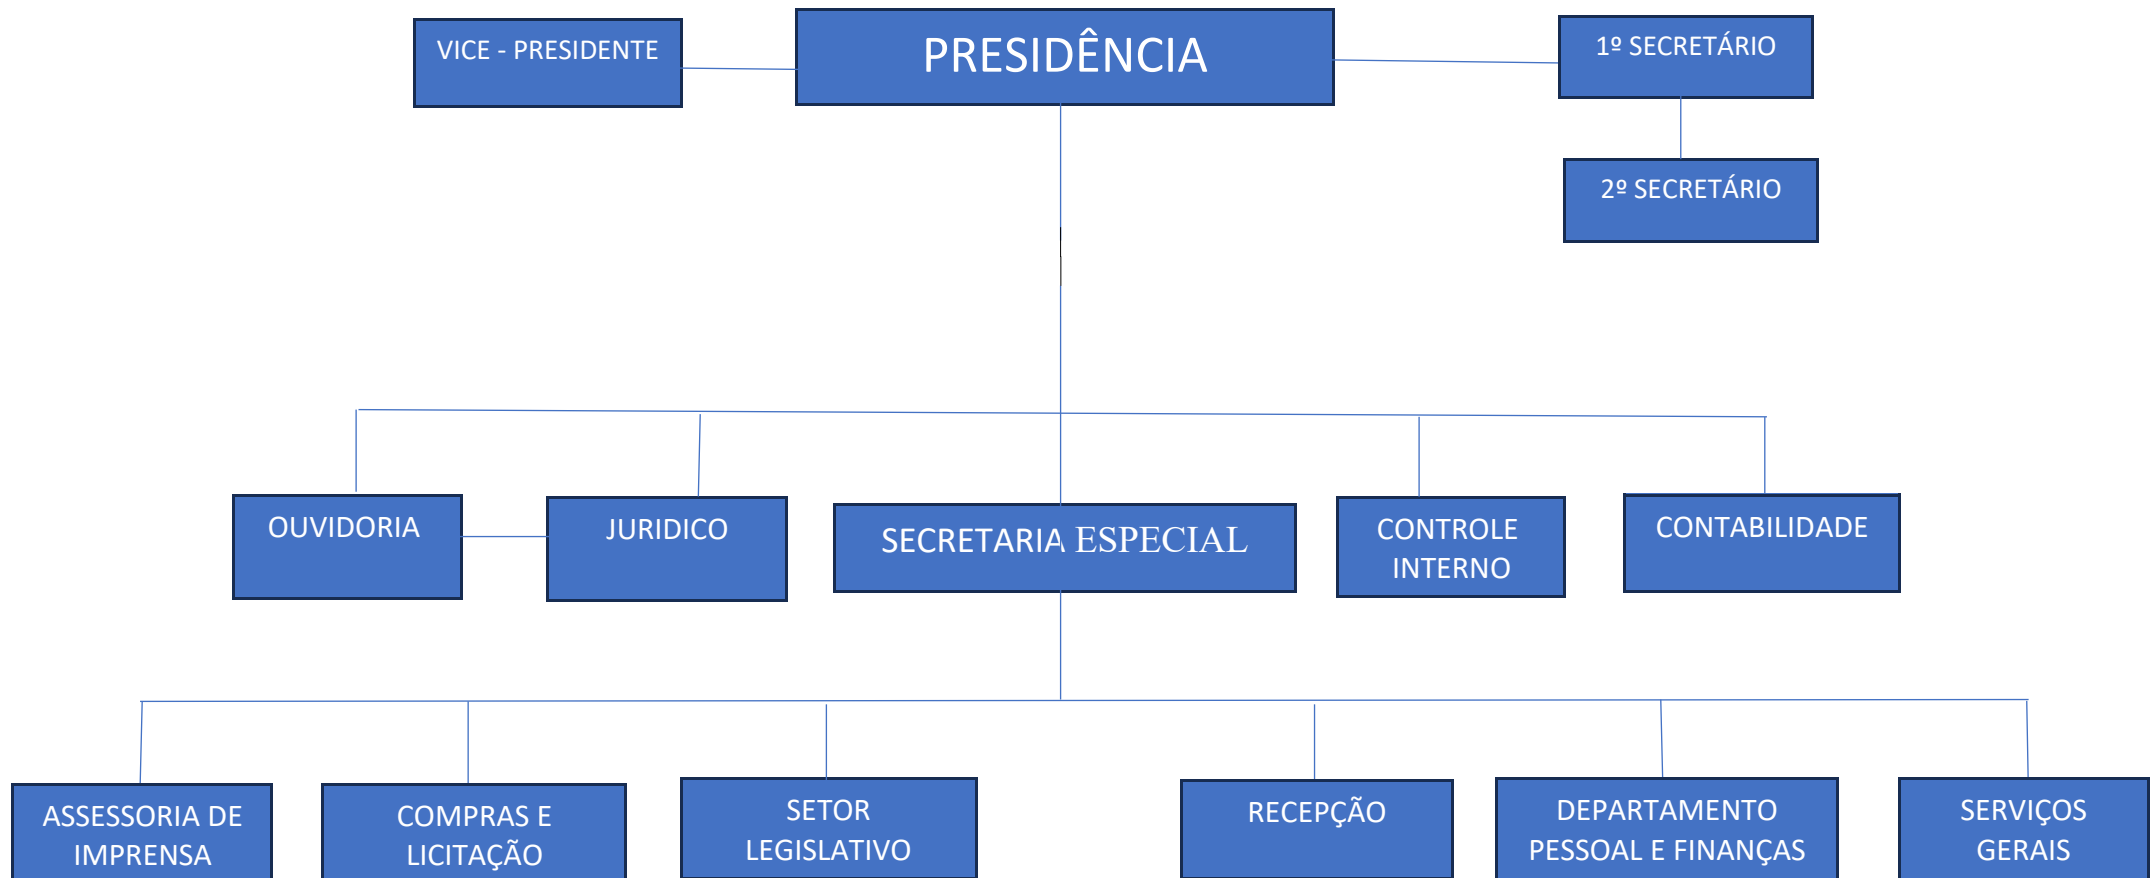 VICE - PRESIDENTE
PRESIDÊNCIA
1º SECRETÁRIO
2º SECRETÁRIO
OUVIDORIA
JURIDICO
SECRETARIA ESPECIAL
CONTROLE
INTERNO
CONTABILIDADE
ASSESSORIA DE
IMPRENSA
COMPRAS E
LICITAÇÃO
SETOR
LEGISLATIVO
RECEPÇÃO
DEPARTAMENTO
PESSOAL E FINANÇAS
SERVIÇOS
GERAIS